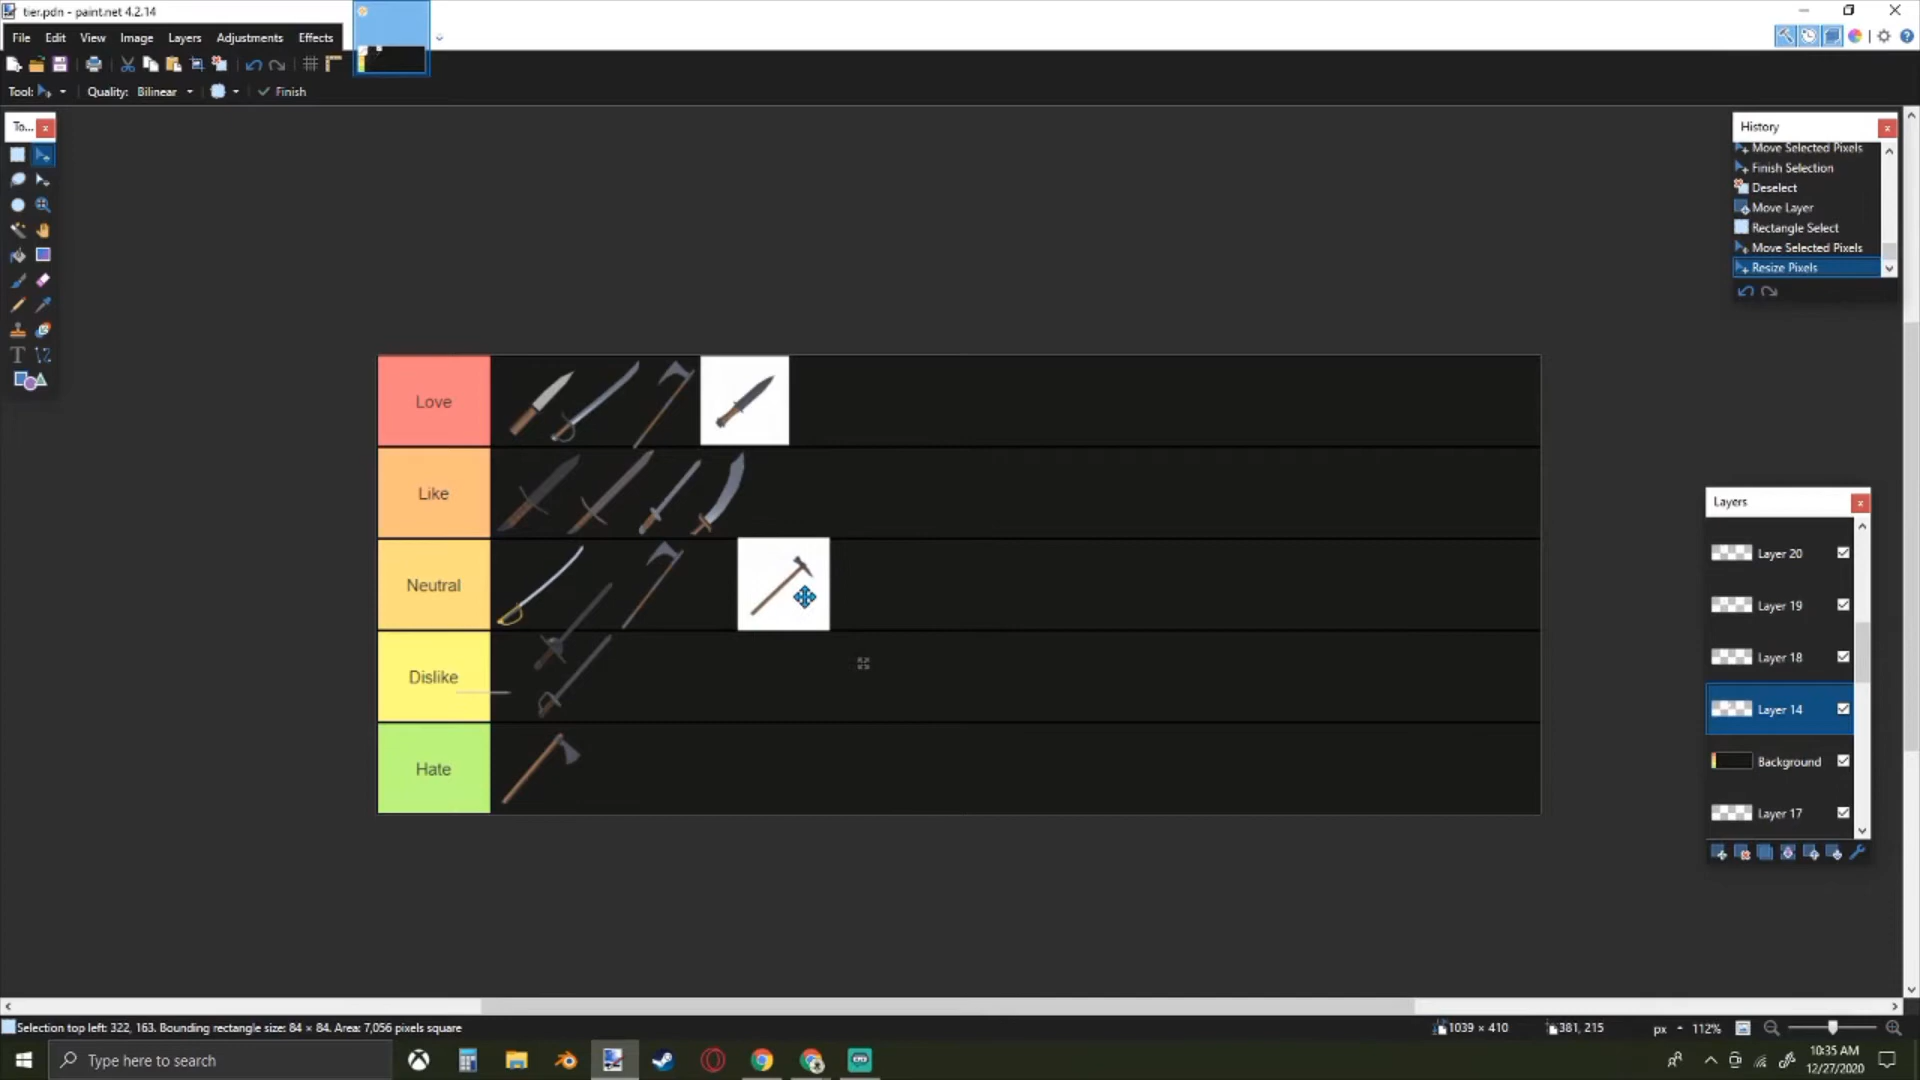 tier.pdn - paint.net 4.2.14
File Edit View Image Layers Adjustments Effects
Tool: Quality: Bilinear Finish
To...
History
Move Selected Pixels
Finish Selection
Deselect
Move Layer
Rectangle Select
Move Selected Pixels
Resize Pixels
Love
Like
Neutral
Dislike
Hate
Layers
Layer 20
Layer 19
Layer 18
Layer 14
Background
Layer 17
Selection top left: 322, 163. Bounding rectangle size: 84 × 84. Area: 7,056 pixels square
1039 × 410
381, 215
px
112%
Type here to search
10:35 AM
12/27/2020